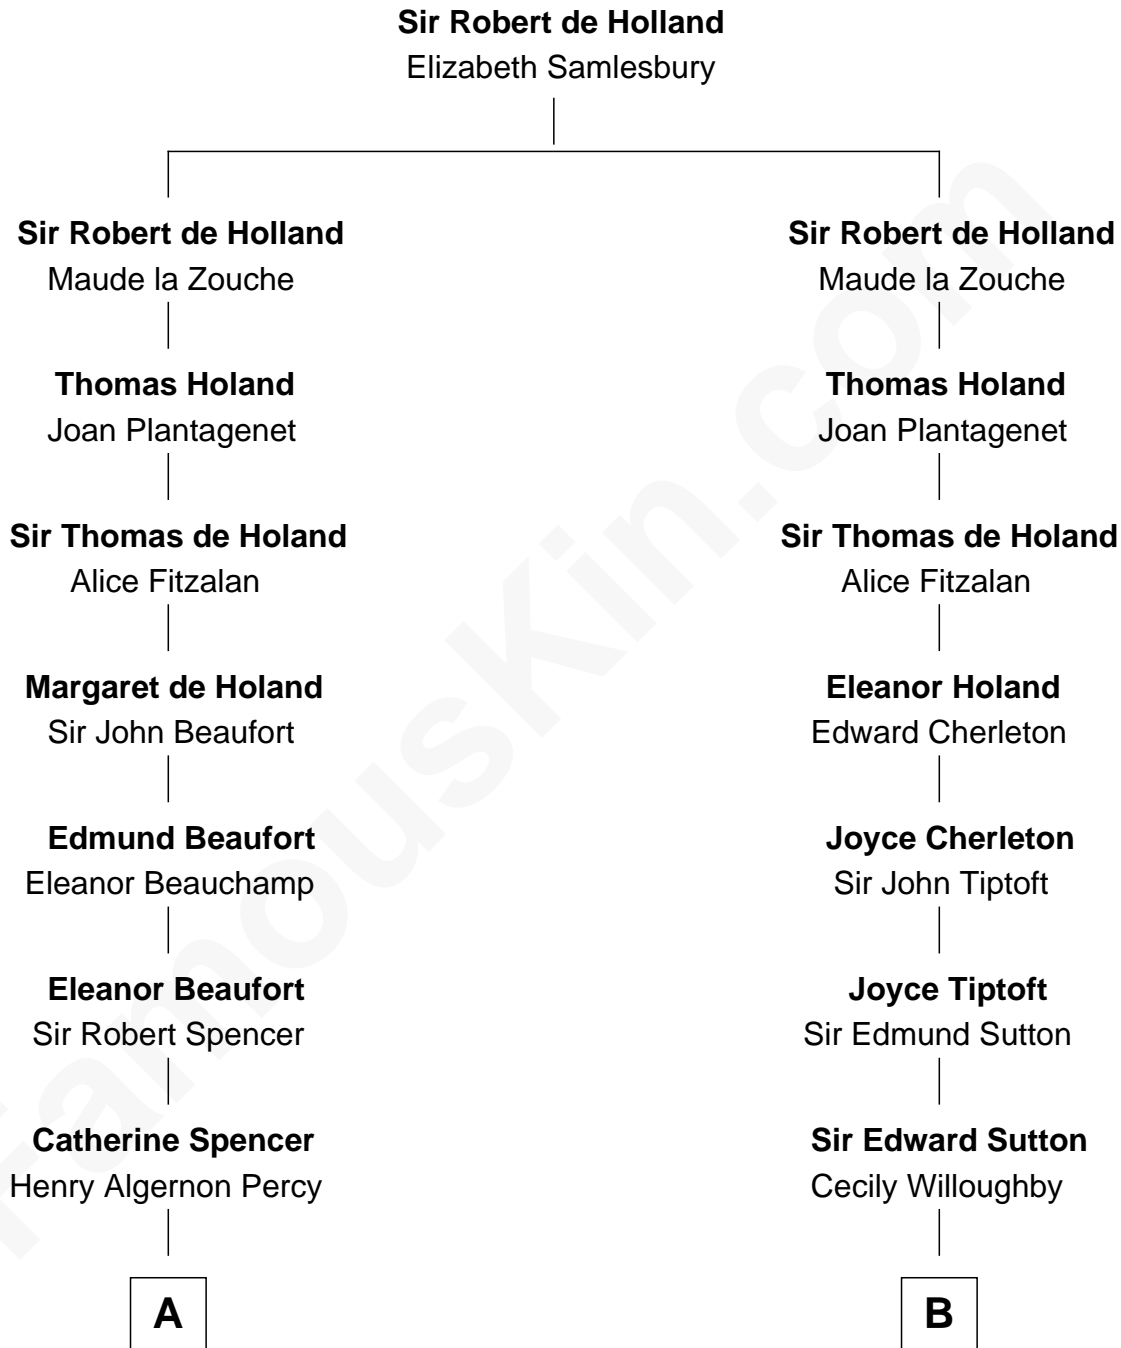 Sir Robert de Holland
Elizabeth Samlesbury
Sir Robert de Holland
Maude la Zouche
Thomas Holand
Joan Plantagenet
Sir Thomas de Holand
Alice Fitzalan
Margaret de Holand
Sir John Beaufort
Edmund Beaufort
Eleanor Beauchamp
Eleanor Beaufort
Sir Robert Spencer
Catherine Spencer
Henry Algernon Percy
A
Sir Robert de Holland
Maude la Zouche
Thomas Holand
Joan Plantagenet
Sir Thomas de Holand
Alice Fitzalan
Eleanor Holand
Edward Cherleton
Joyce Cherleton
Sir John Tiptoft
Joyce Tiptoft
Sir Edmund Sutton
Sir Edward Sutton
Cecily Willoughby
B
FamousKin.com